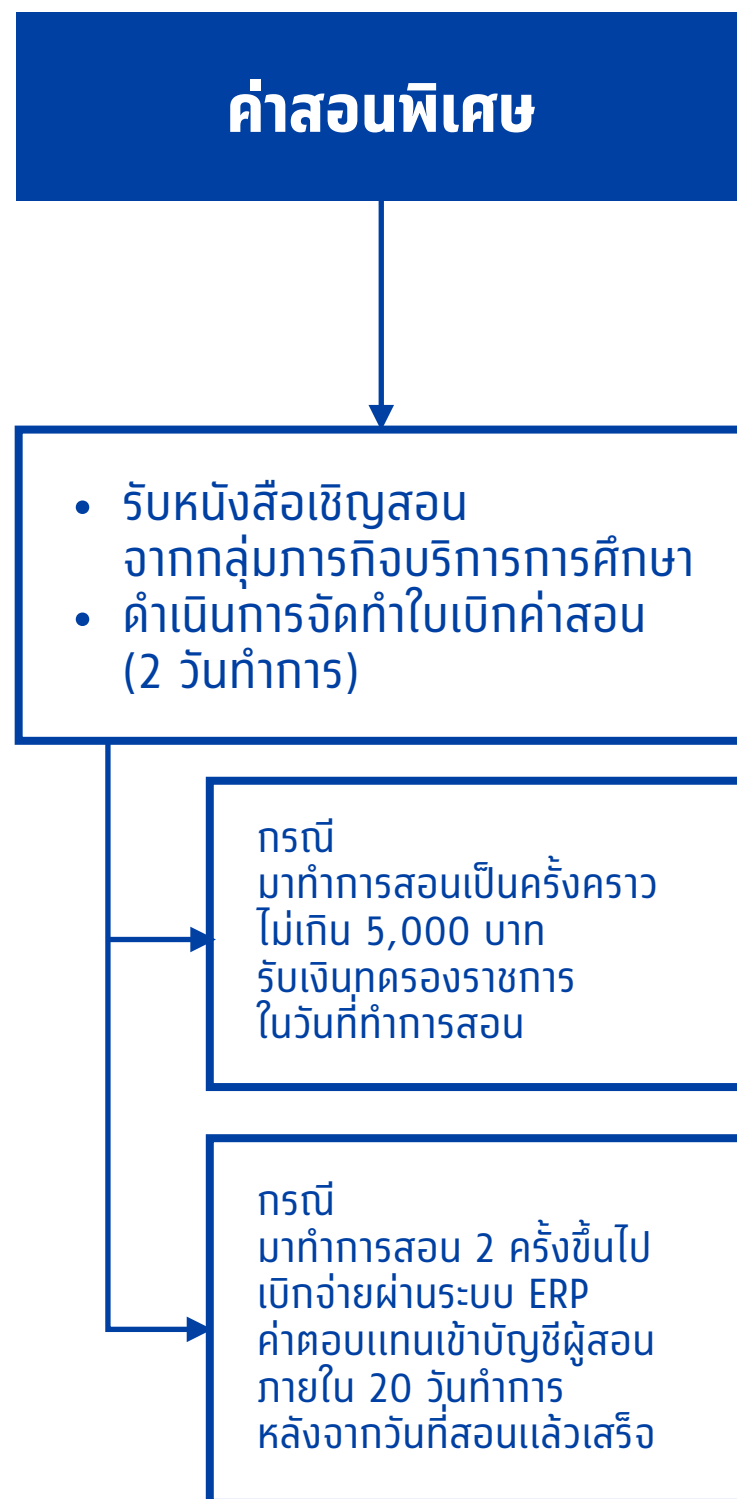 ค่าสอนพิเศษ
• รับหนังสือเชิญสอน
จากกลุ่มภารกิจบริการการศึกษา
• ดำเนินการจัดทำใบเบิกค่าสอน
(2 วันทำการ)
กรณี
มาทำการสอนเป็นครั้งคราว
ไม่เกิน 5,000 บาท
รับเงินทดรองราชการ
ในวันที่ทำการสอน
กรณี
มาทำการสอน 2 ครั้งขึ้นไป
เบิกจ่ายผ่านระบบ ERP
ค่าตอบแทนเข้าบัญชีผู้สอน
ภายใน 20 วันทำการ
หลังจากวันที่สอนแล้วเสร็จ